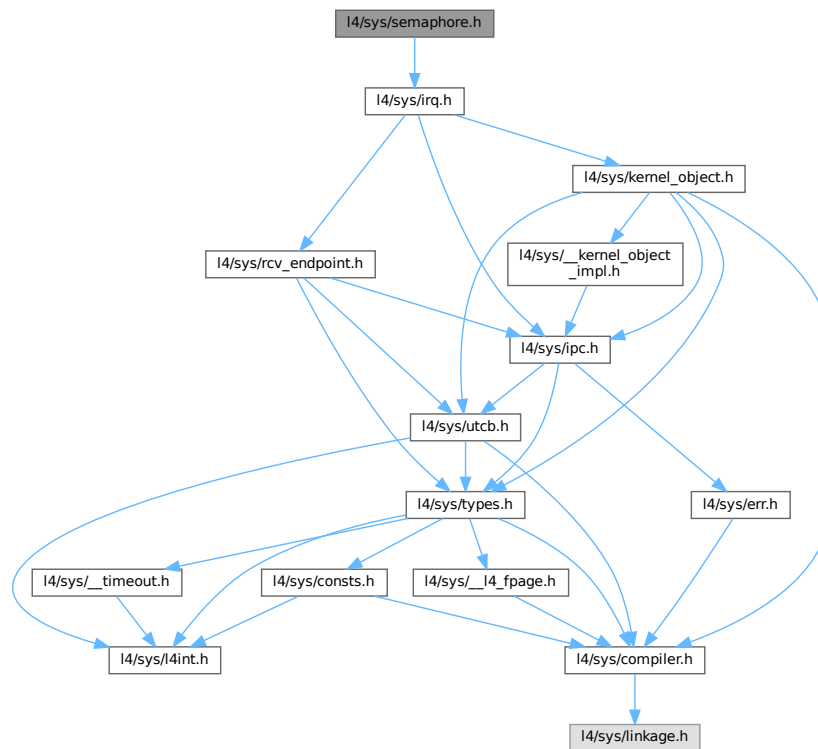 l4/sys/semaphore.h
l4/sys/irq.h
l4/sys/kernel_object.h
l4/sys/rcv_endpoint.h
l4/sys/__kernel_object
_impl.h
l4/sys/ipc.h
l4/sys/utcb.h
l4/sys/types.h
l4/sys/err.h
l4/sys/__timeout.h
l4/sys/consts.h
l4/sys/__l4_fpage.h
l4/sys/l4int.h
l4/sys/compiler.h
l4/sys/linkage.h